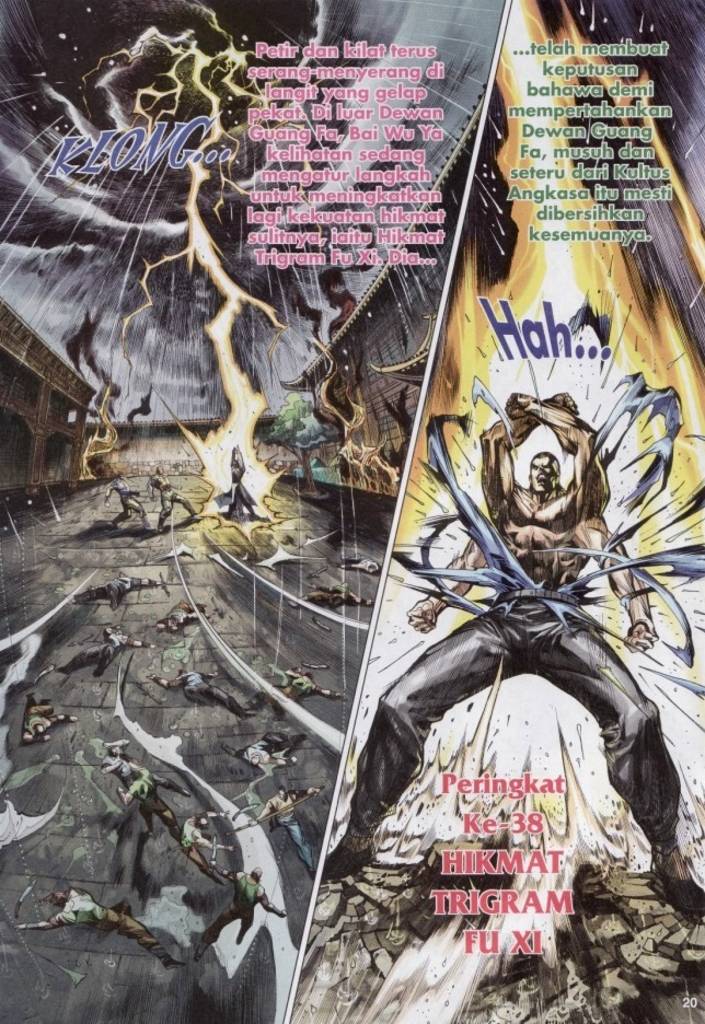 Petir dan kilat terus
serang-menyerang di
langit yang gelap
pekat. Di luar Dewan
Guang Fa, Bai Wu Ya
kelihatan sedang
mengatur langkah
untuk meningkatkan
lagi kekuatan hikmat
sulitnya, iaitu Hikmat
Trigram Fu Xi. Dia...
KLONG...
...telah membuat
keputusan
bahawa demi
mempertahankan
Dewan Guang
Fa, musuh dan
seteru dari Kultus
Angkasa itu mesti
dibersihkan
kesemuanya.
Hah...
Peringkat
Ke-38
HIKMAT
TRIGRAM
FU XI
20